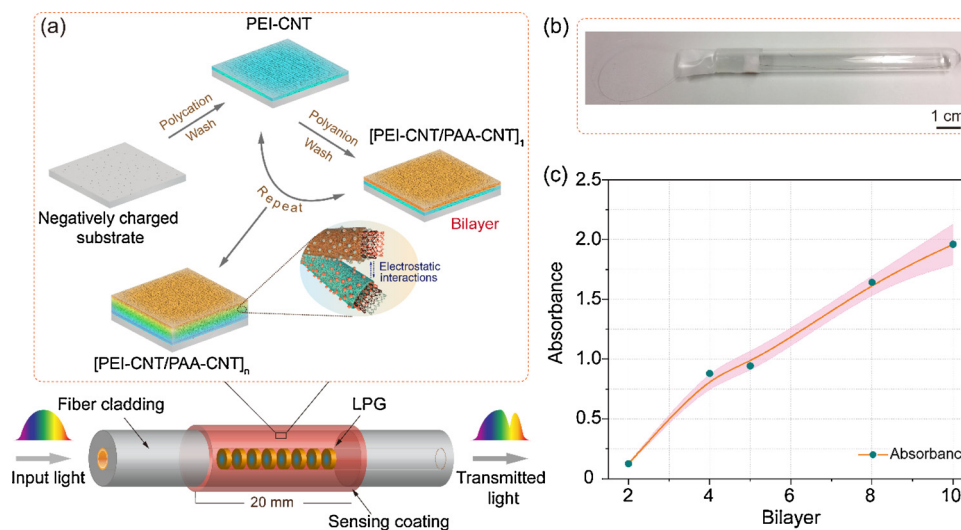 (a)
PEI-CNT
Polycation
Wash
Polyanion
Wash
[PEI-CNT/PAA-CNT]1
Negatively charged
substrate
Repeat
Bilayer
Electrostatic
interactions
[PEI-CNT/PAA-CNT]n
Fiber cladding
LPG
Input light
Transmitted
light
20 mm
Sensing coating
(b)
1 cm
(c)
2.5
2.0
1.5
1.0
0.5
0
Absorbance
Absorbanc
2
4
6
8
10
Bilayer